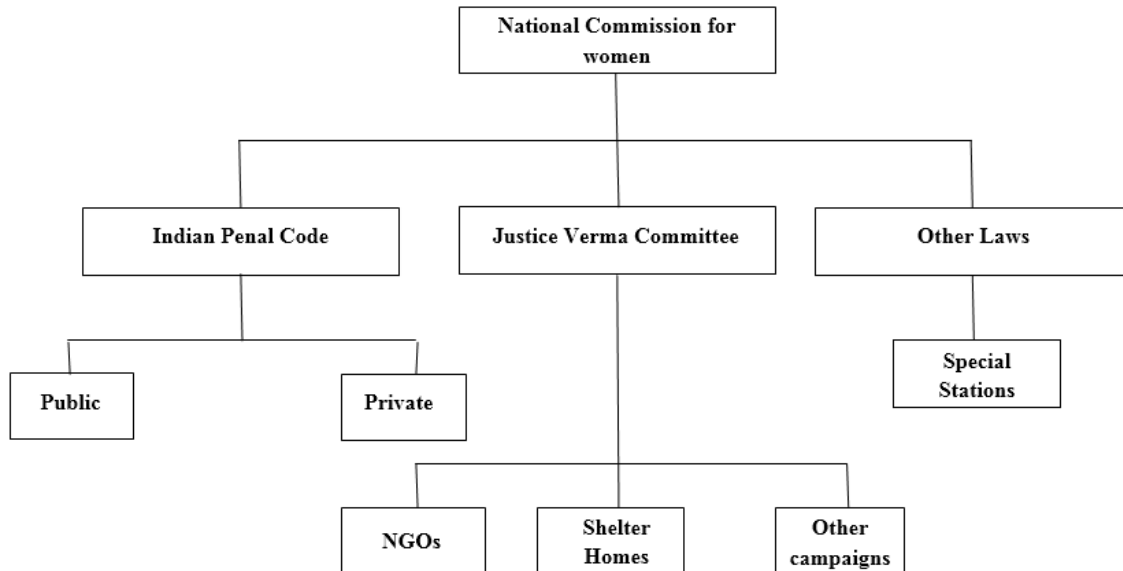 National Commission for
women
Indian Penal Code
Justice Verma Committee
Other Laws
Public
Private
Special
Stations
NGOs
Shelter
Homes
Other
campaigns